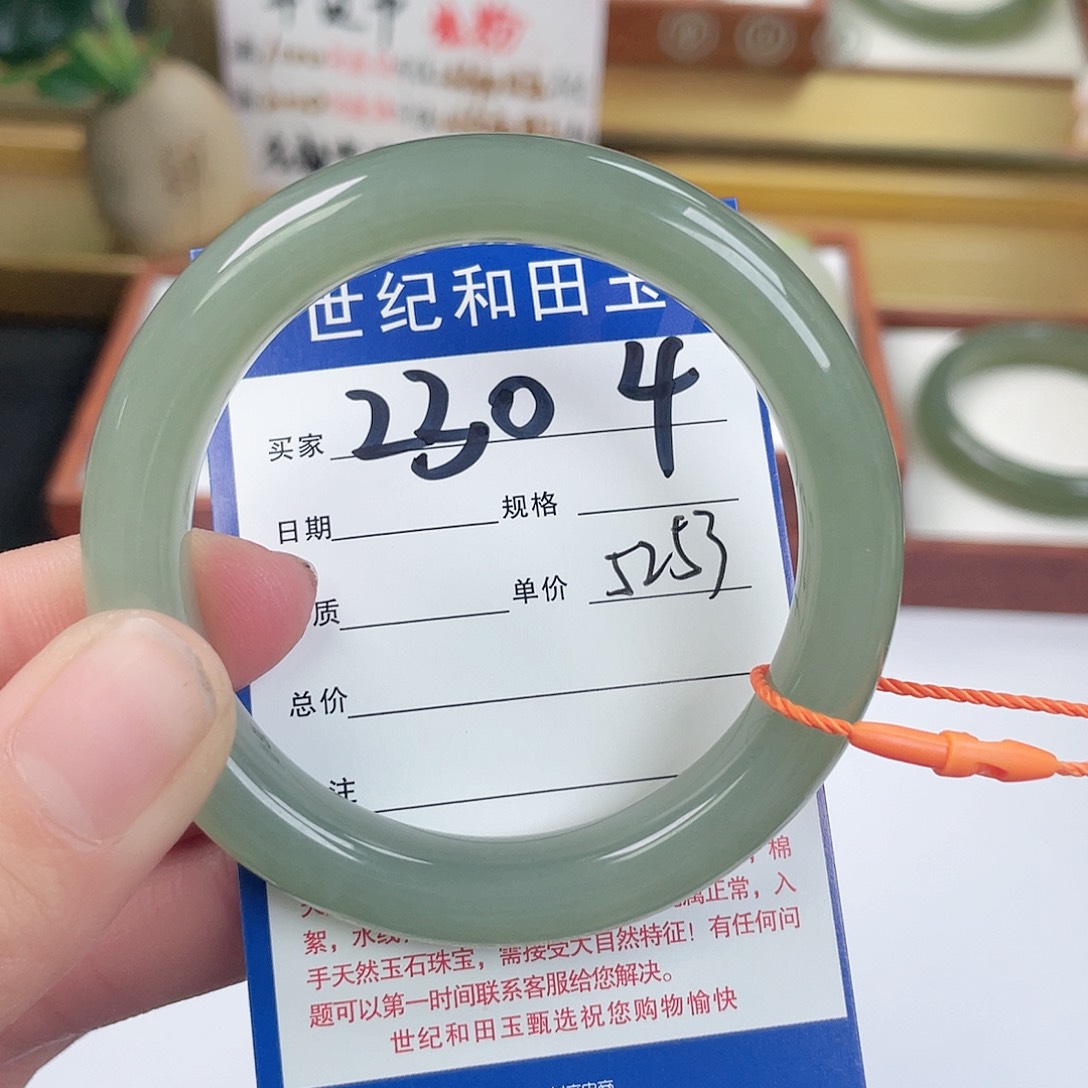 世纪和田玉
买家 2230 4
日期 规格
质 单价 5253
总价
注
，棉
絮，水线，属正常，入
手天然玉石珠宝，需接受大自然特征！有任何问
题可以第一时间联系客服给您解决。
世纪和田玉甄选祝您购物愉快